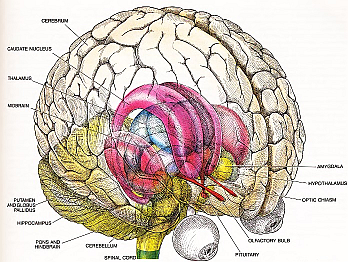 CEREBRUM
CAUDATE NUCLEUS
THALAMUS
MIDBRAIN
PUTAMEN
AND GLOBUS
PALLIDUS
HIPPOCAMPUS
PONS AND
HINDBRAIN
CEREBELLUM
SPINAL CORD
AMYGDALA
HYPOTHALAMUS
OPTIC CHIASM
OLFACTORY BULB
PITUITARY